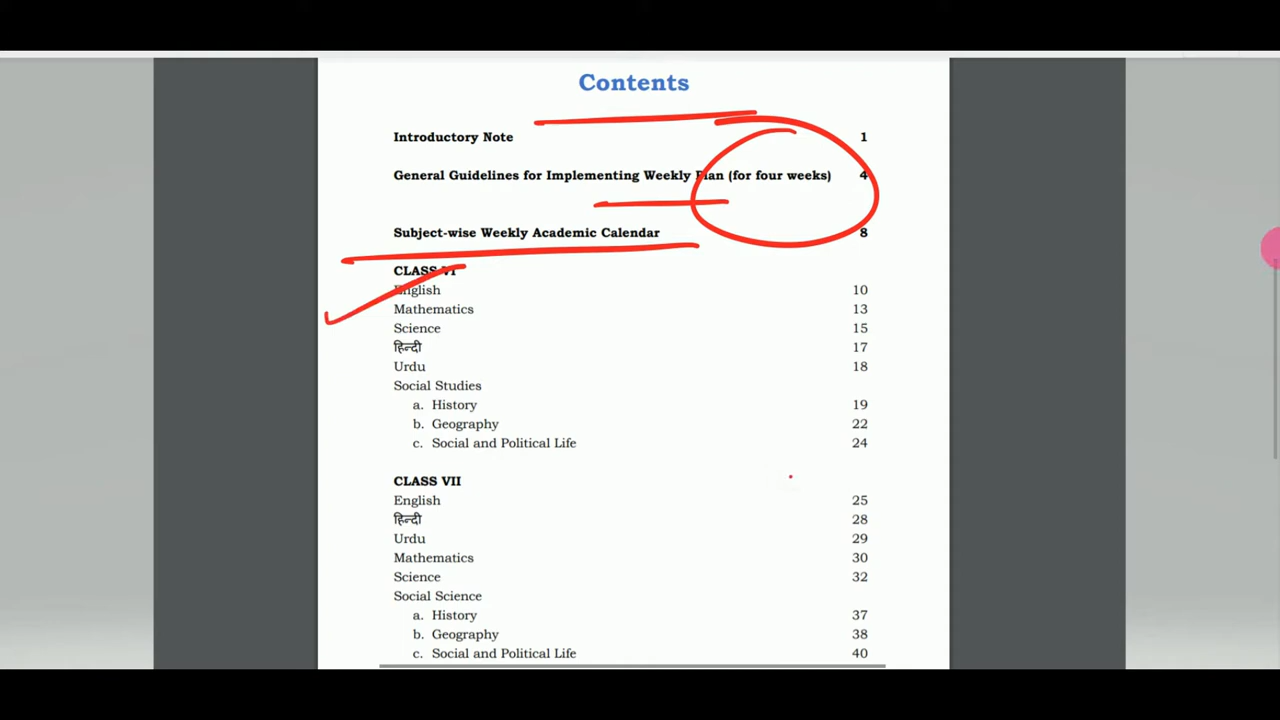 Contents
Introductory Note 1
General Guidelines for Implementing Weekly Plan (for four weeks) 4
Subject-wise Weekly Academic Calendar 8
CLASS VI
English 10
Mathematics 13
Science 15
हिन्दी 17
Urdu 18
Social Studies
a. History 19
b. Geography 22
c. Social and Political Life 24
CLASS VII
English 25
हिन्दी 28
Urdu 29
Mathematics 30
Science 32
Social Science
a. History 37
b. Geography 38
c. Social and Political Life 40